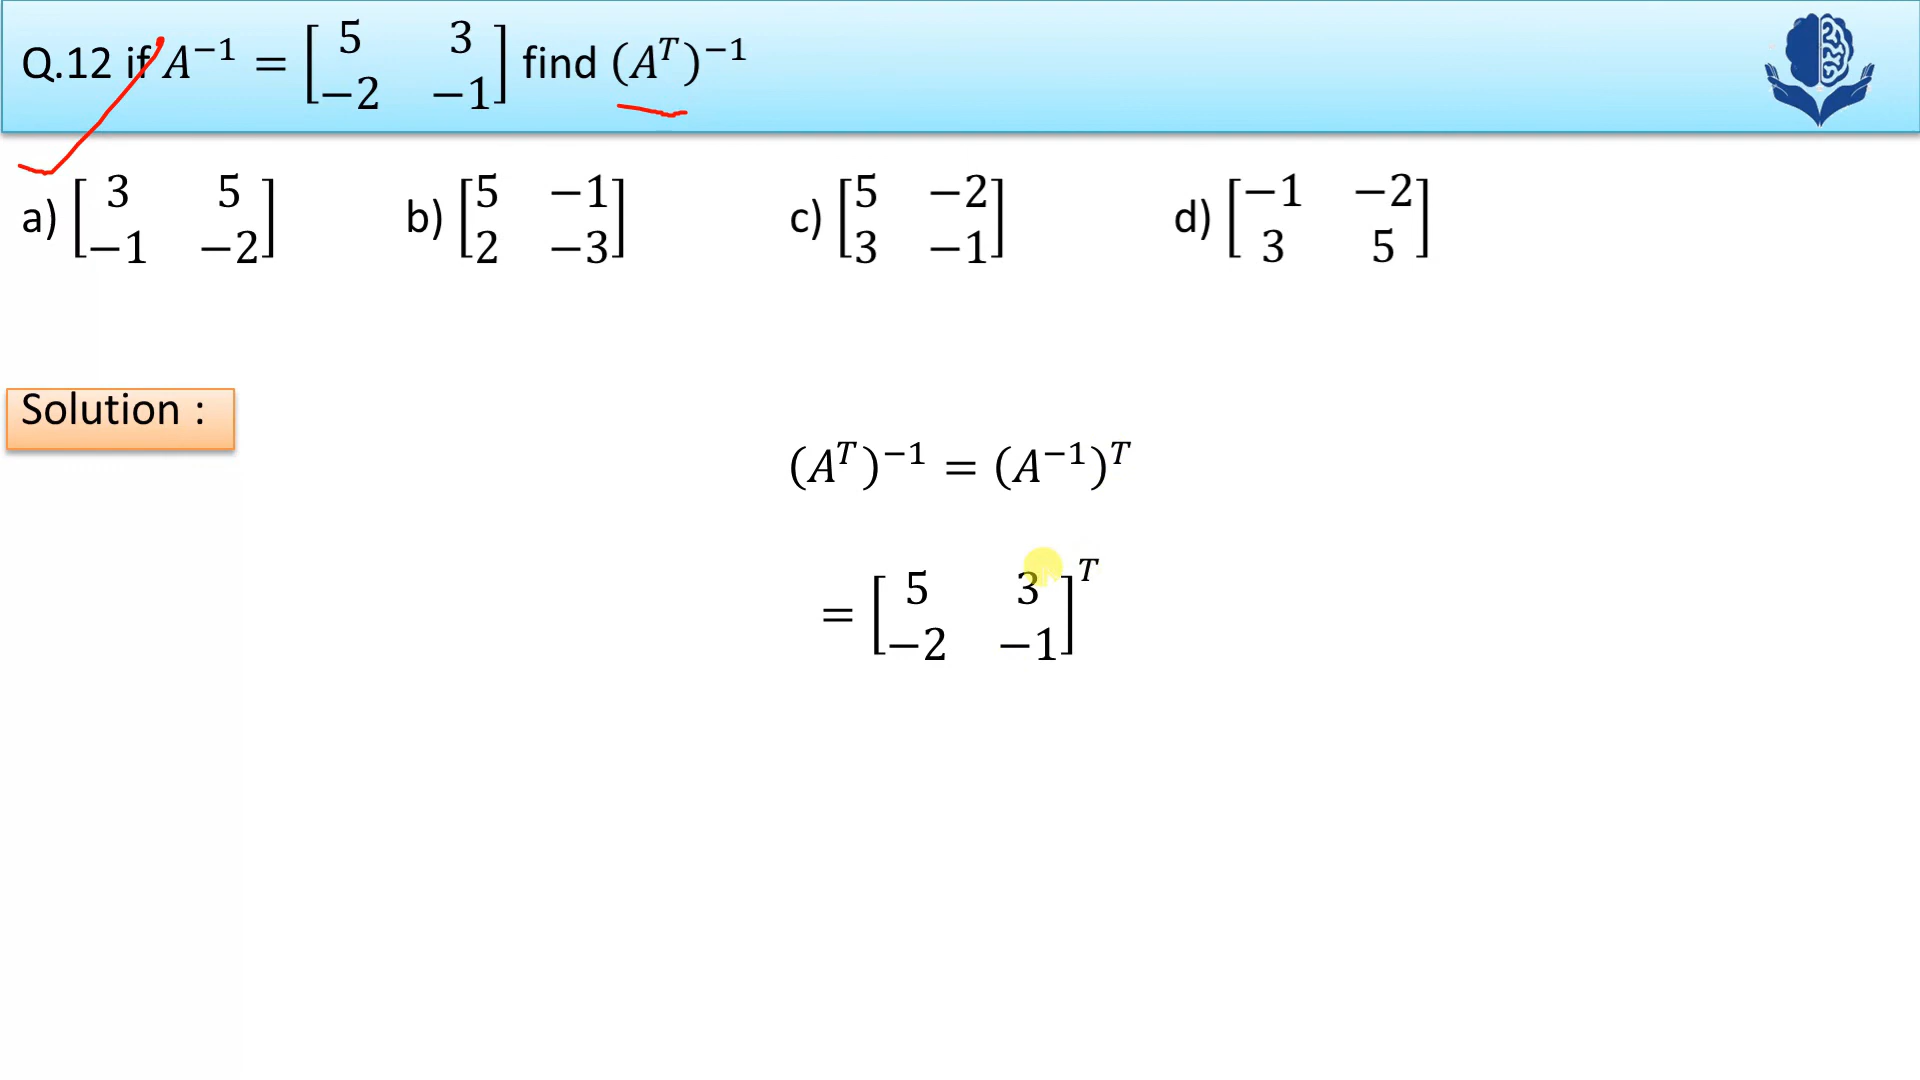 Q.12 if A⁻¹ = [5 3; −2 −1] find (Aᵀ)⁻¹
a) [3 5; −1 −2] b) [5 −1; 2 −3] c) [5 −2; 3 −1] d) [−1 −2; 3 5]
Solution :
(Aᵀ)⁻¹ = (A⁻¹)ᵀ
= [5 3; −2 −1]ᵀ